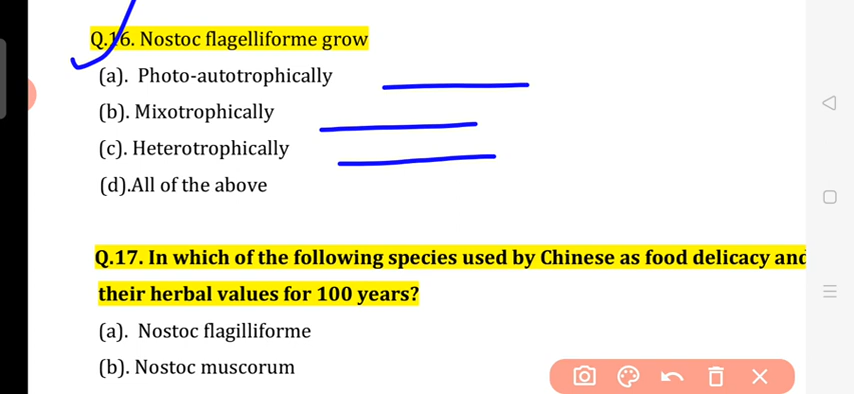 Q.16. Nostoc flagelliforme grow
(a). Photo-autotrophically
(b). Mixotrophically
(c). Heterotrophically
(d).All of the above
Q.17. In which of the following species used by Chinese as food delicacy and
their herbal values for 100 years?
(a). Nostoc flagilliforme
(b). Nostoc muscorum